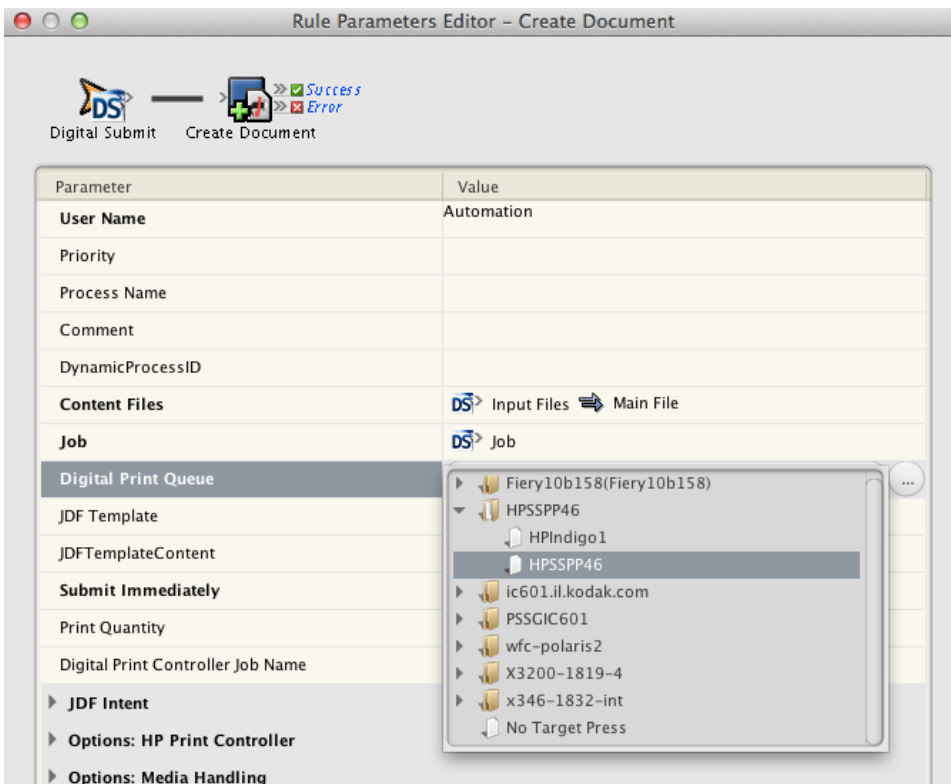 Rule Parameters Editor – Create Document
Success
Error
DS
Digital Submit Create Document
Parameter Value
User Name Automation
Priority
Process Name
Comment
DynamicProcessID
Content Files DS Input Files Main File
Job DS Job
Digital Print Queue ...
Fiery10b158(Fiery10b158)
JDF Template HPSSPP46
HPIndigo1
JDFTemplateContent
HPSSPP46
Submit Immediately ic601.il.kodak.com
Print Quantity PSSGIC601
wfc-polaris2
Digital Print Controller Job Name X3200-1819-4
JDF Intent x346-1832-int
No Target Press
Options: HP Print Controller
Options: Media Handling